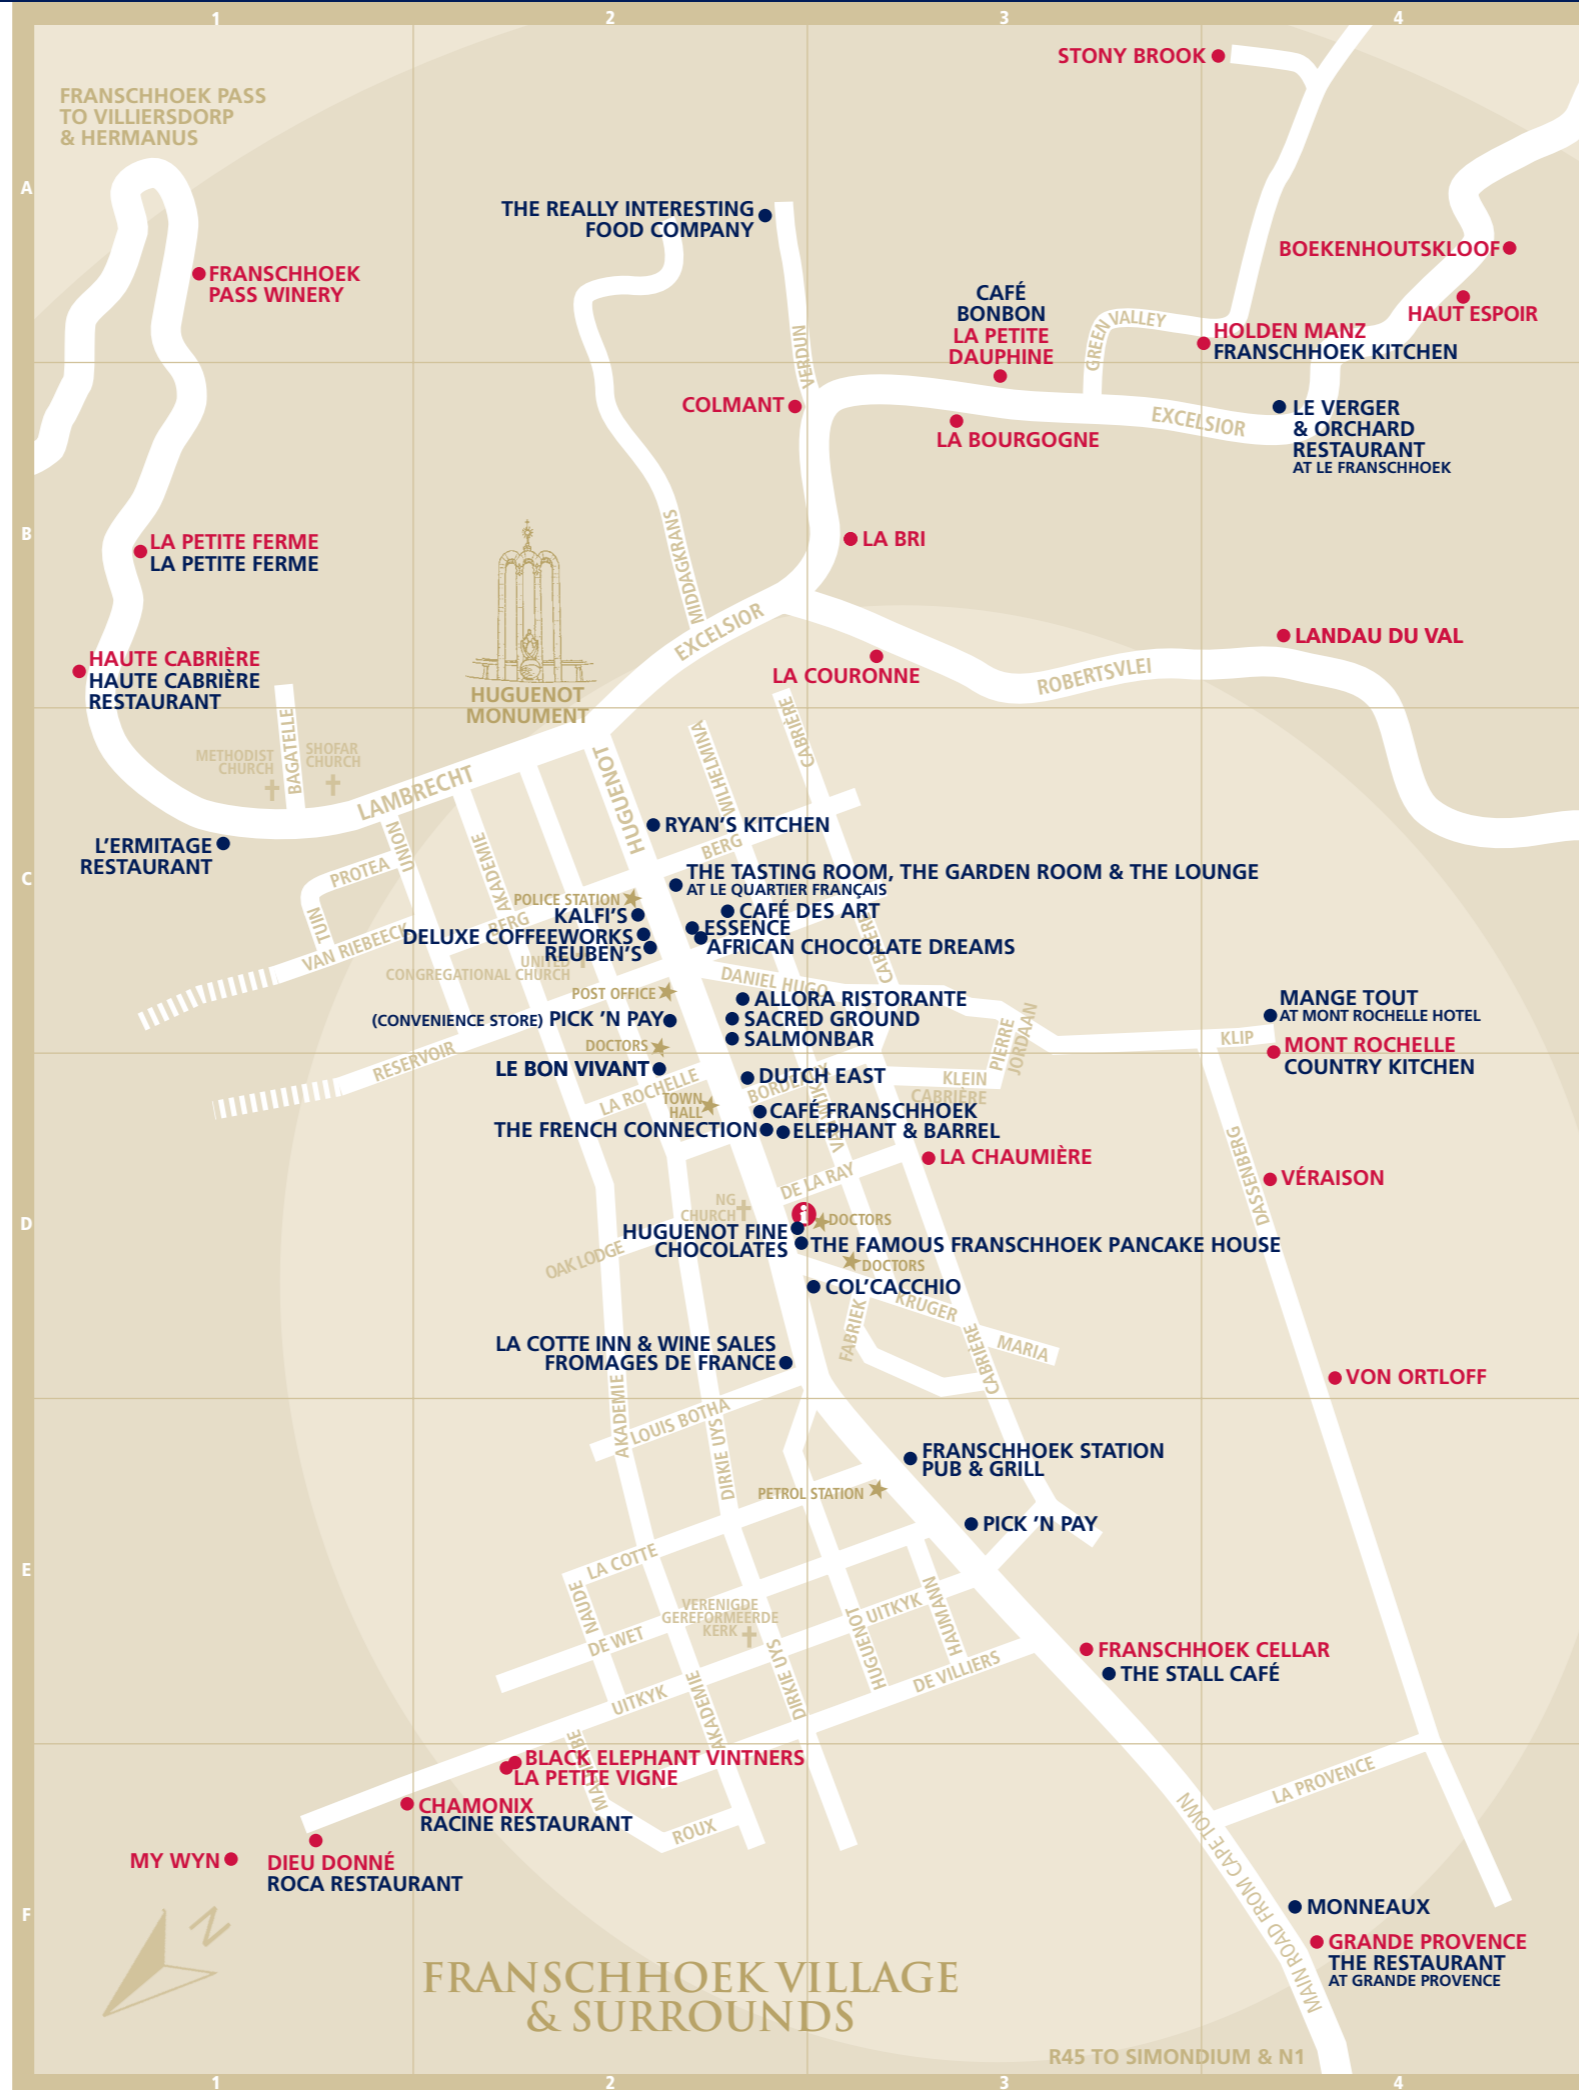 1
2
3
4
STONY BROOK
FRANSCHHOEK PASS
TO VILLIERSDORP
& HERMANUS
A
THE REALLY INTERESTING
FOOD COMPANY
BOEKENHOUTSKLOOF
FRANSCHHOEK
PASS WINERY
CAFÉ
BONBON
LA PETITE
DAUPHINE
HAUT ESPOIR
GREEN VALLEY
HOLDEN MANZ
FRANSCHHOEK KITCHEN
VERDUN
COLMANT
LA BOURGOGNE
EXCELSIOR
LE VERGER
& ORCHARD
RESTAURANT
AT LE FRANSCHHOEK
B
LA PETITE FERME
LA PETITE FERME
MIDDAGKRANS
LA BRI
EXCELSIOR
LANDAU DU VAL
HAUTE CABRIÈRE
HAUTE CABRIÈRE
RESTAURANT
HUGUENOT
MONUMENT
LA COURONNE
ROBERTSVLEI
METHODIST
CHURCH
BAGATELLE
SHOFAR
CHURCH
LAMBRECHT
HUGUENOT
WILHELMINA
CABRIÈRE
L'ERMITAGE
RESTAURANT
UNION
PROTEA
AKADEMIE
RYAN'S KITCHEN
BERG
C
THE TASTING ROOM, THE GARDEN ROOM & THE LOUNGE
AT LE QUARTIER FRANÇAIS
POLICE STATION
KALFI'S
CAFÉ DES ART
TUIN
VAN RIEBEECK
BERG
ESSENCE
DELUXE COFFEEWORKS
AFRICAN CHOCOLATE DREAMS
REUBEN'S
CABRIERE
UNITED
CONGREGATIONAL CHURCH
DANIEL HUGO
POST OFFICE
ALLORA RISTORANTE
MANGE TOUT
AT MONT ROCHELLE HOTEL
(CONVENIENCE STORE) PICK 'N PAY
SACRED GROUND
SALMONBAR
PIERRE
JORDAAN
KLIP
DOCTORS
MONT ROCHELLE
COUNTRY KITCHEN
RESERVOIR
LE BON VIVANT
DUTCH EAST
KLEIN
CABRIÈRE
LA ROCHELLE
BORDEAUX
TOWN
HALL
CAFÉ FRANSCHHOEK
THE FRENCH CONNECTION
ELEPHANT & BARREL
LA CHAUMIÈRE
DASSENBERG
VÉRAISON
DE LA RAY
NG
CHURCH
D
DOCTORS
HUGUENOT FINE
CHOCOLATES
THE FAMOUS FRANSCHHOEK PANCAKE HOUSE
OAK LODGE
DOCTORS
COL'CACCHIO
KRUGER
FABRIEK
MARIA
CABRIÈRE
LA COTTE INN & WINE SALES
FROMAGES DE FRANCE
VON ORTLOFF
AKADEMIE
LOUIS BOTHA
DIRKIE UYS
FRANSCHHOEK STATION
PUB & GRILL
PETROL STATION
PICK 'N PAY
E
LA COTTE
NAUDE
VERENIGDE
GEREFORMEERDE
KERK
DE WET
HUGUENOT
UITKYK
HAUMANN
DE VILLIERS
DIRKIE UYS
AKADEMIE
UITKYK
FRANSCHHOEK CELLAR
THE STALL CAFÉ
BLACK ELEPHANT VINTNERS
LA PETITE VIGNE
CHAMONIX
RACINE RESTAURANT
ROUX
LA PROVENCE
MY WYN
DIEU DONNÉ
ROCA RESTAURANT
MAIN ROAD FROM CAPE TOWN
F
N
MONNEAUX
GRANDE PROVENCE
THE RESTAURANT
AT GRANDE PROVENCE
FRANSCHHOEK VILLAGE
& SURROUNDS
R45 TO SIMONDIUM & N1
1
2
3
4